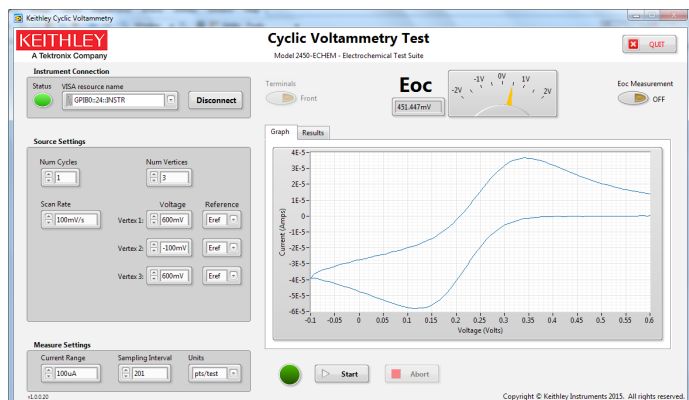 Keithley Cyclic Voltammetry
KEITHLEY
A Tektronix Company
Cyclic Voltammetry Test
Model 2450-ECHEM - Electrochemical Test Suite
QUIT
Instrument Connection
Status
VISA resource name
GPIB0::24::INSTR
Disconnect
Terminals
Front
Eoc
451.447mV
-2V -1V 0V 1V 2V
Eoc Measurement
OFF
Source Settings
Num Cycles
1
Num Vertices
3
Scan Rate
100mV/s
Voltage Reference
Vertex 1: 600mV Eref
Vertex 2: -100mV Eref
Vertex 3: 600mV Eref
Measure Settings
Current Range
100uA
Sampling Interval
201
Units
pts/test
Graph Results
4E-5
3E-5
2E-5
1E-5
0
-1E-5
-2E-5
-3E-5
-4E-5
-5E-5
-6E-5
Current (Amps)
-0.1 -0.05 0 0.05 0.1 0.15 0.2 0.25 0.3 0.35 0.4 0.45 0.5 0.55 0.6
Voltage (Volts)
Start
Abort
v1.0.0.20
Copyright © Keithley Instruments 2015. All rights reserved.